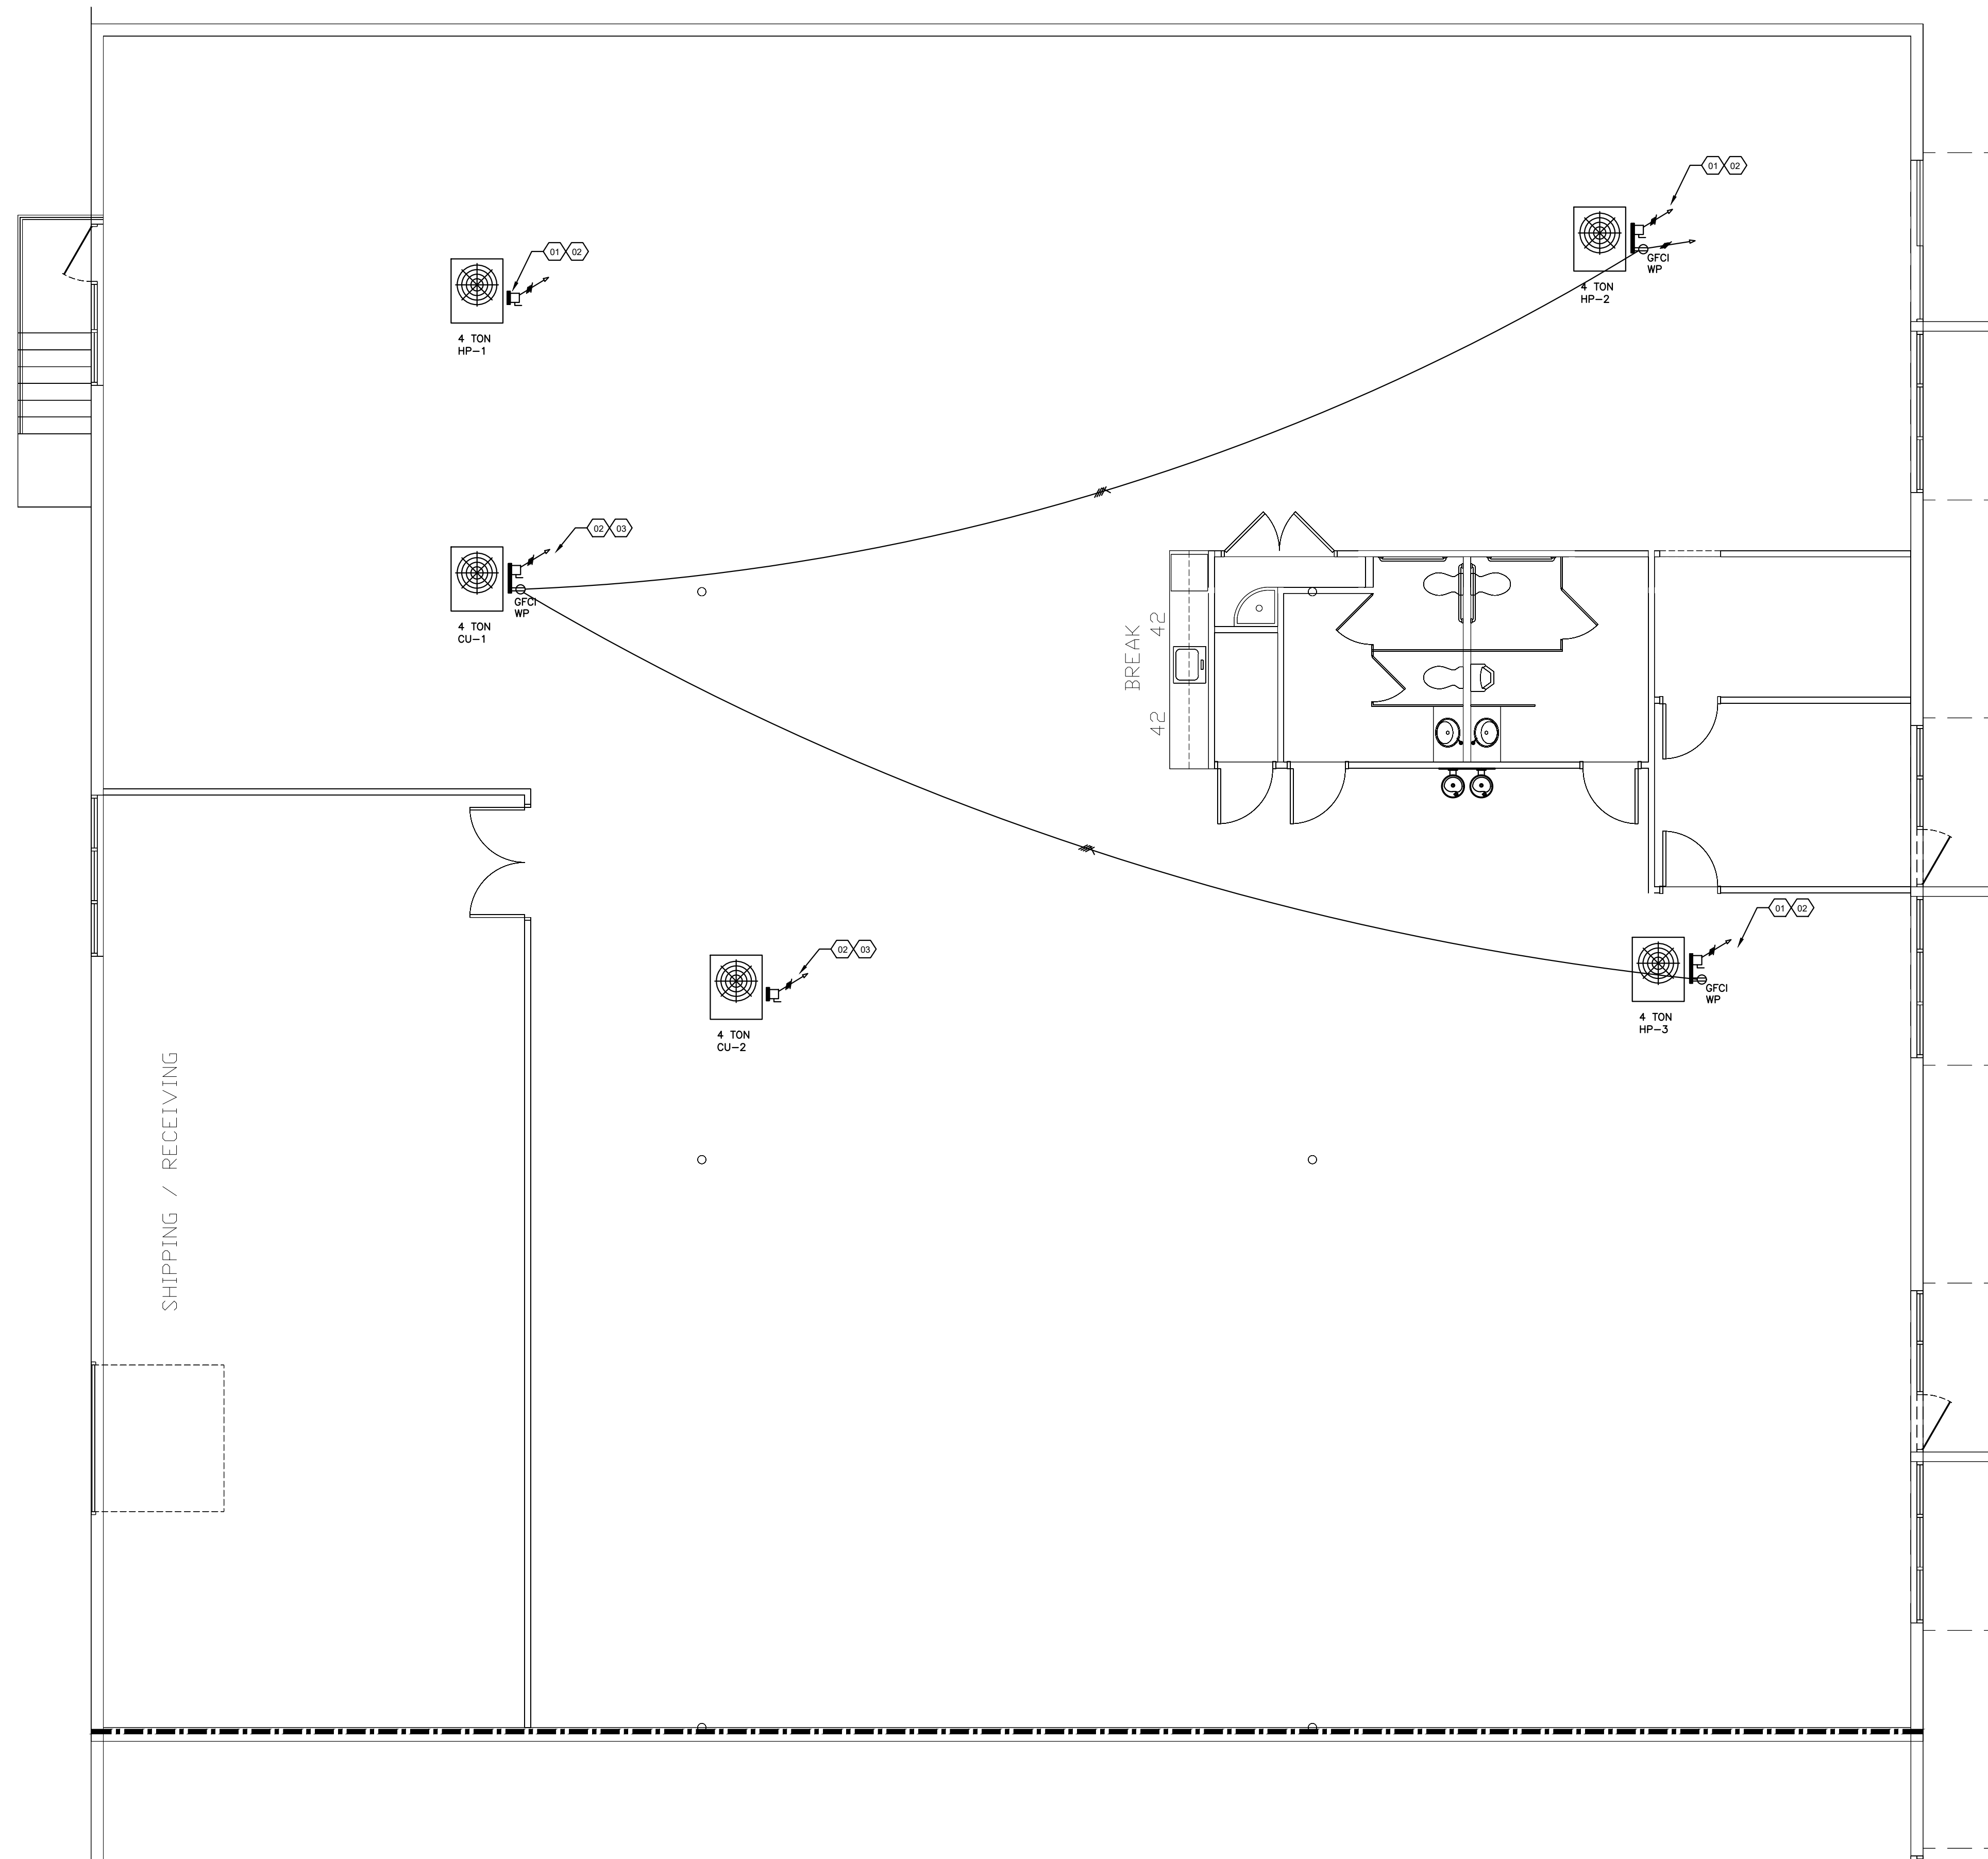 01 02
GFCI
WP
4 TON
HP-2
01 02
4 TON
HP-1
02 03
GFCI
WP
4 TON
CU-1
42
BREAK
42
01 02
GFCI
WP
4 TON
HP-3
02 03
4 TON
CU-2
SHIPPING / RECEIVING